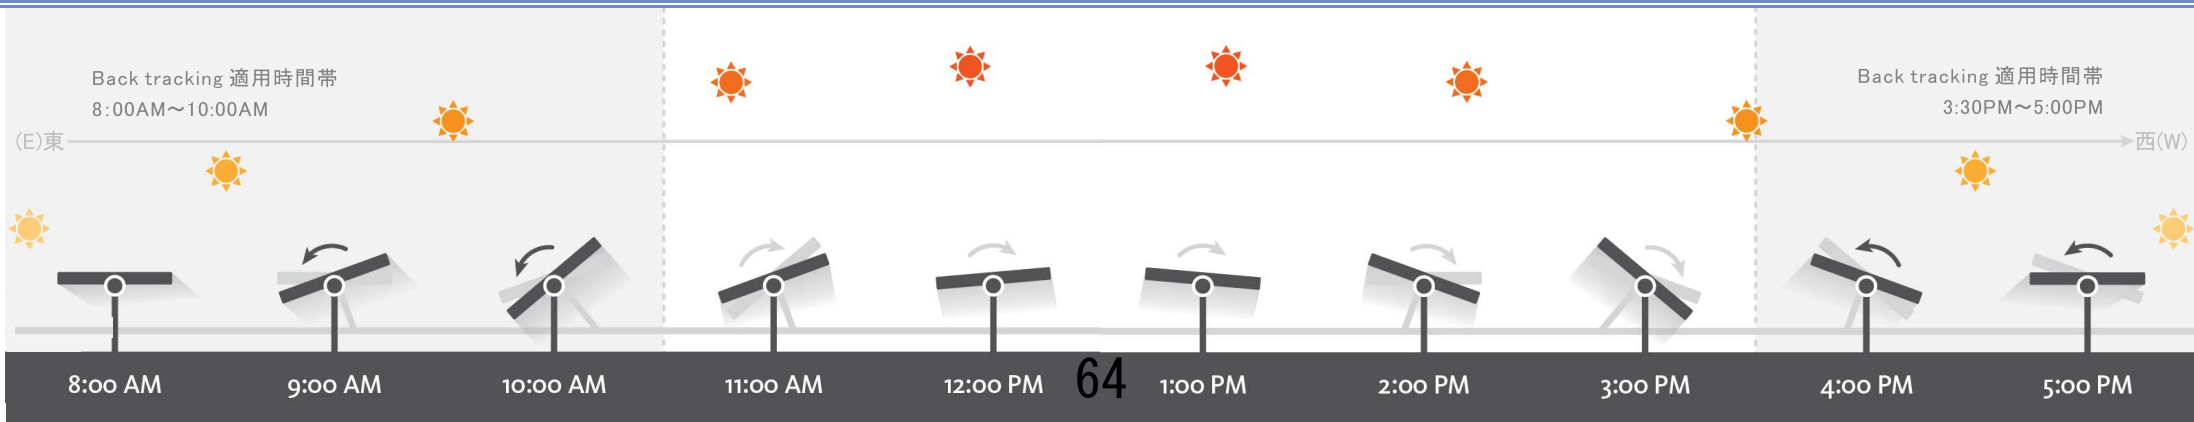 Back tracking 適用時間帯
8:00AM～10:00AM
Back tracking 適用時間帯
3:30PM～5:00PM
(E)東
西(W)
8:00 AM
9:00 AM
10:00 AM
11:00 AM
12:00 PM
64
1:00 PM
2:00 PM
3:00 PM
4:00 PM
5:00 PM